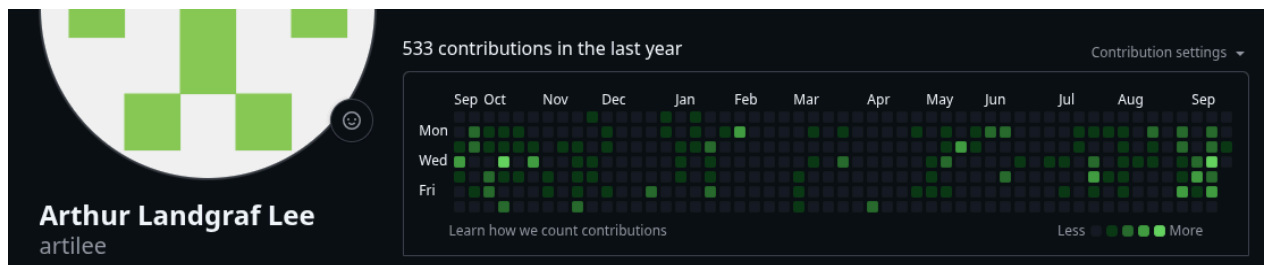 533 contributions in the last year
Contribution settings
Sep Oct Nov Dec Jan Feb Mar Apr May Jun Jul Aug Sep
Mon
Wed
Fri
Learn how we count contributions
Less More
Arthur Landgraf Lee
artilee